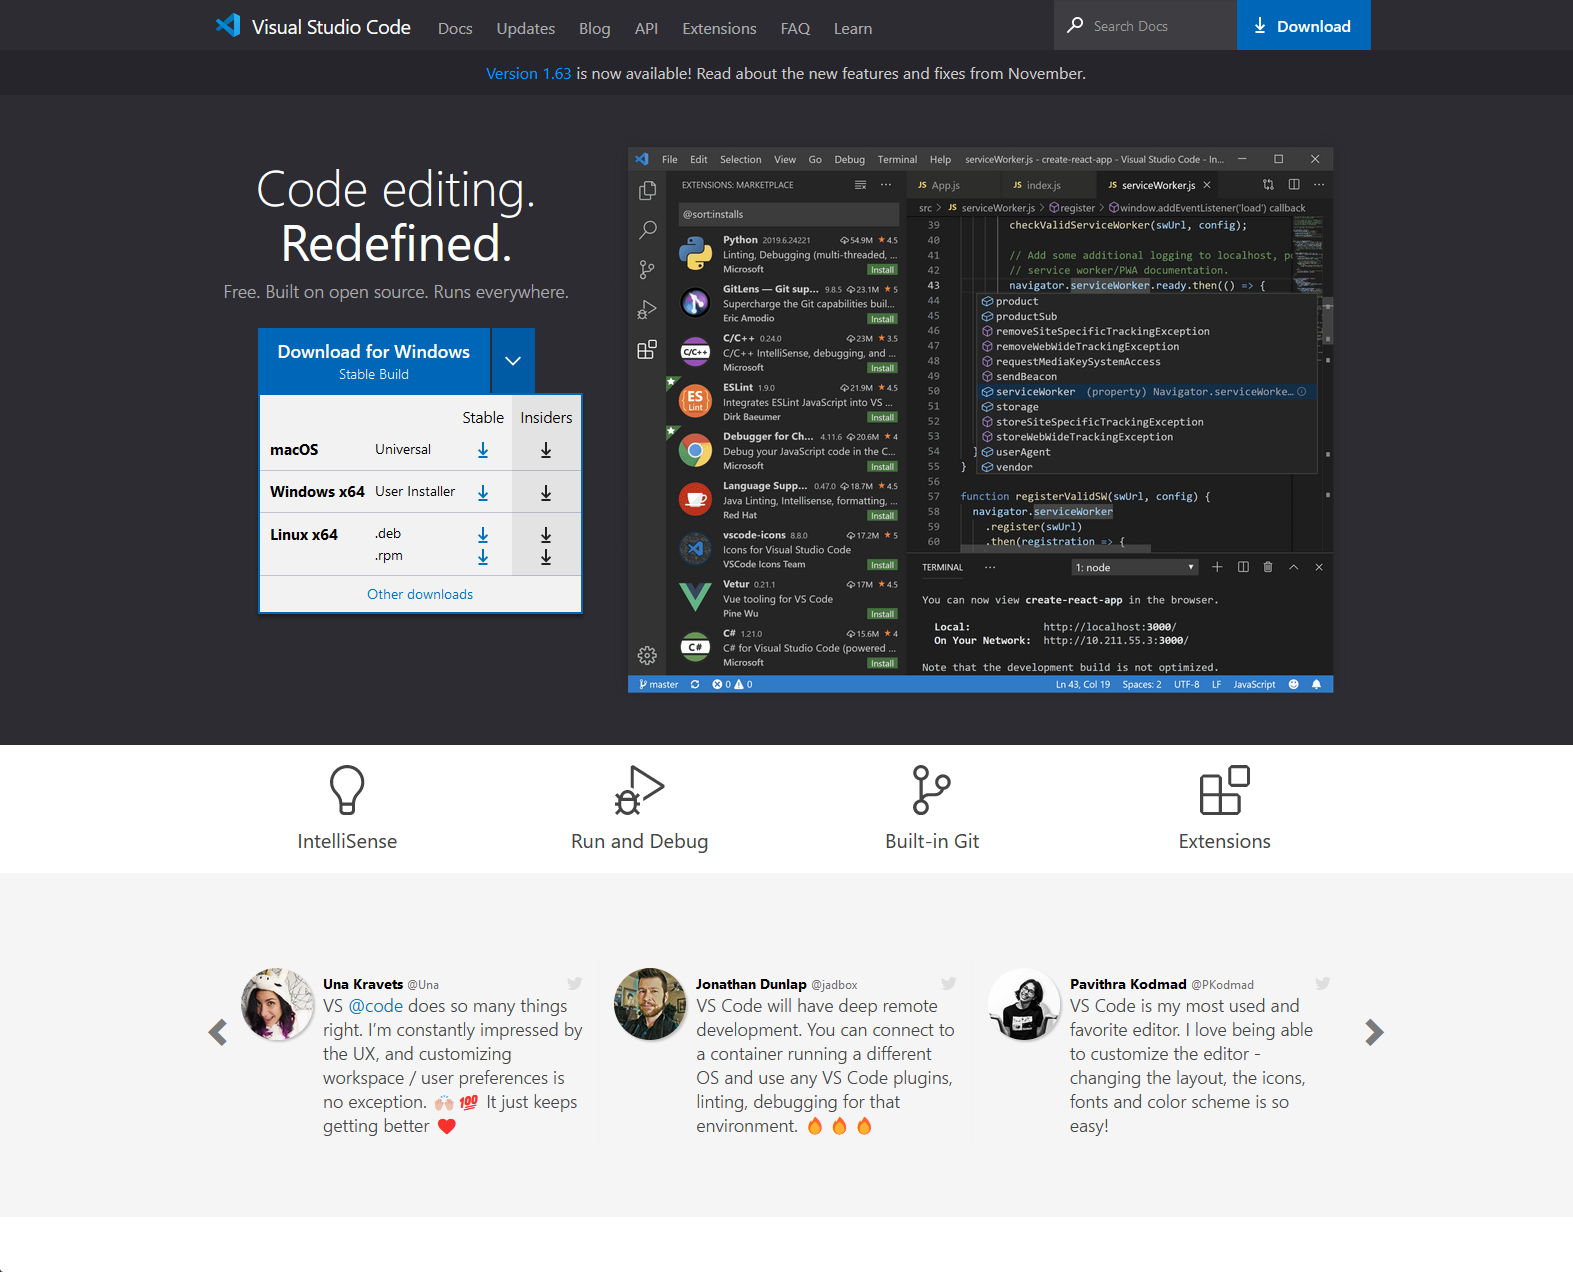 Visual Studio Code Docs Updates Blog API Extensions FAQ Learn Search Docs Download
Version 1.63 is now available! Read about the new features and fixes from November.
Code editing.
Redefined.
Free. Built on open source. Runs everywhere.
Download for Windows
Stable Build
Stable Insiders
macOS Universal
Windows x64 User Installer
Linux x64 .deb
.rpm
Other downloads
File Edit Selection View Go Debug Terminal Help serviceWorker.js - create-react-app - Visual Studio Code - In...
EXTENSIONS: MARKETPLACE
@sort:installs
Python 2019.6.24221 54.9M 4.5
Linting, Debugging (multi-threaded, ...
Microsoft Install
GitLens — Git sup... 9.8.5 23.1M 5
Supercharge the Git capabilities buil...
Eric Amodio Install
C/C++ 0.24.0 23M 3.5
C/C++ C/C++ IntelliSense, debugging, and ...
Microsoft Install
ESLint 1.9.0 21.9M 4.5
ES Lint Integrates ESLint JavaScript into VS ...
Dirk Baeumer Install
Debugger for Ch... 4.11.6 20.6M 4
Debug your JavaScript code in the C...
Microsoft Install
Language Supp... 0.47.0 18.7M 4.5
Java Linting, Intellisense, formatting, ...
Red Hat Install
vscode-icons 8.8.0 17.2M 5
Icons for Visual Studio Code
VSCode Icons Team Install
Vetur 0.21.1 17M 4.5
Vue tooling for VS Code
Pine Wu Install
C# 1.21.0 15.6M 4
C# C# for Visual Studio Code (powered ...
Microsoft Install
JS App.js JS index.js JS serviceWorker.js
src > JS serviceWorker.js > register > window.addEventListener('load') callback
39 checkValidServiceWorker(swUrl, config);
40
41 // Add some additional logging to localhost, p
42 // service worker/PWA documentation.
43 navigator.serviceWorker.ready.then(() => {
44 product
45 productSub
46 removeSiteSpecificTrackingException
47 removeWebWideTrackingException
48 requestMediaKeySystemAccess
49 sendBeacon
50 serviceWorker (property) Navigator.serviceWorke...
51 storage
52 storeSiteSpecificTrackingException
53 storeWebWideTrackingException
54 ] userAgent
55 } vendor
56
57 function registerValidSW(swUrl, config) {
58 navigator.serviceWorker
59 .register(swUrl)
60 .then(registration => {
TERMINAL ... 1: node
You can now view create-react-app in the browser.
Local: http://localhost:3000/
On Your Network: http://10.211.55.3:3000/
Note that the development build is not optimized.
master 0 0 Ln 43, Col 19 Spaces: 2 UTF-8 LF JavaScript
IntelliSense Run and Debug Built-in Git Extensions
Una Kravets @Una
VS @code does so many things
right. I’m constantly impressed by
the UX, and customizing
workspace / user preferences is
no exception. 🙌💯 It just keeps
getting better ❤️
Jonathan Dunlap @jadbox
VS Code will have deep remote
development. You can connect to
a container running a different
OS and use any VS Code plugins,
linting, debugging for that
environment. 🔥 🔥 🔥
Pavithra Kodmad @PKodmad
VS Code is my most used and
favorite editor. I love being able
to customize the editor -
changing the layout, the icons,
fonts and color scheme is so
easy!